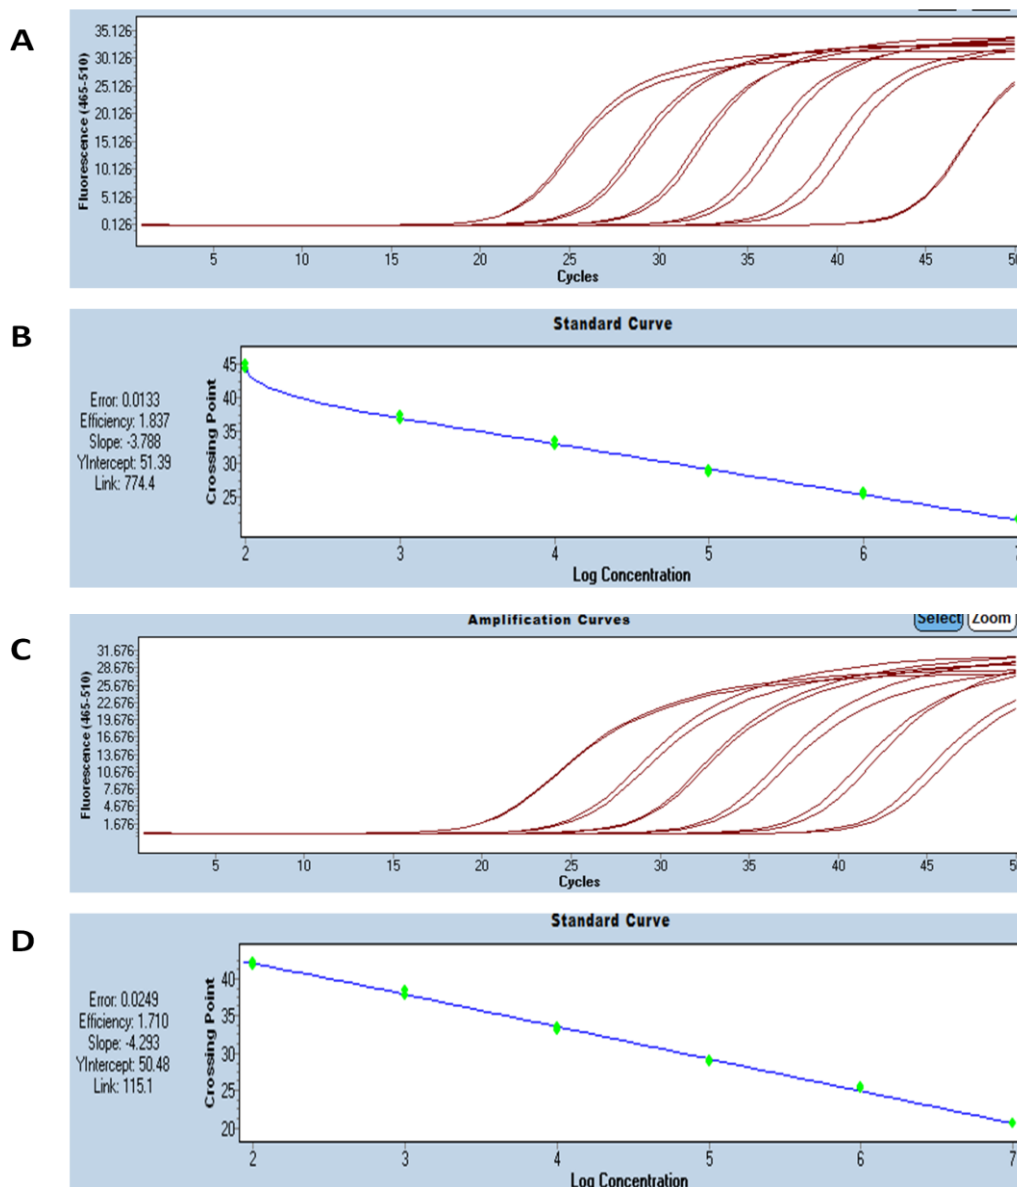 A
Fluorescence (465-510)
35.126
30.126
25.126
20.126
15.126
10.126
5.126
0.126
5 10 15 20 25 30 35 40 45 50
Cycles
B
Standard Curve
Error: 0.0133
Efficiency: 1.837
Slope: -3.788
YIntercept: 51.39
Link: 774.4
Crossing Point
45
40
35
30
25
2 3 4 5 6 7
Log Concentration
C
Amplification Curves
Select Zoom
Fluorescence (465-510)
31.676
28.676
25.676
22.676
19.676
16.676
13.676
10.676
7.676
4.676
1.676
5 10 15 20 25 30 35 40 45 50
Cycles
D
Standard Curve
Error: 0.0249
Efficiency: 1.710
Slope: -4.293
YIntercept: 50.48
Link: 115.1
Crossing Point
40
35
30
25
20
2 3 4 5 6 7
Log Concentration